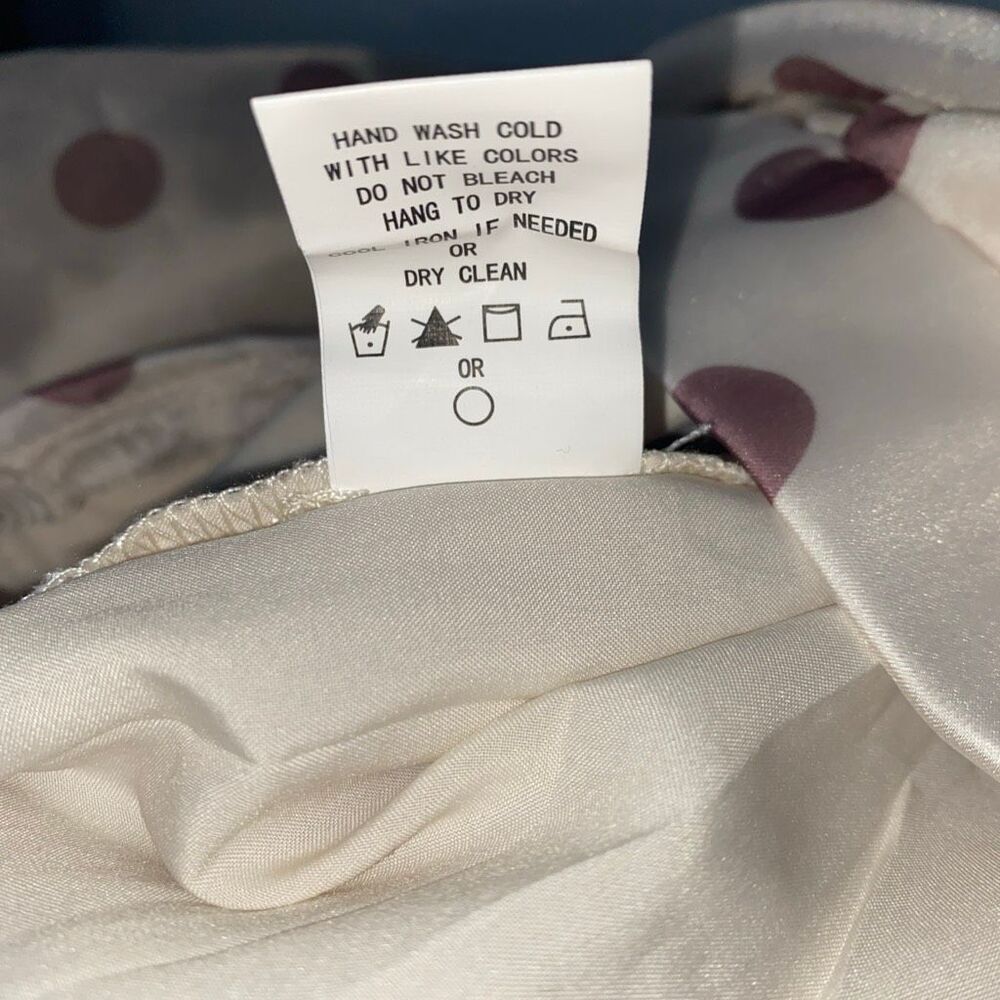 HAND WASH COLD
WITH LIKE COLORS
DO NOT BLEACH
HANG TO DRY
COOL IRON IF NEEDED
OR
DRY CLEAN
OR